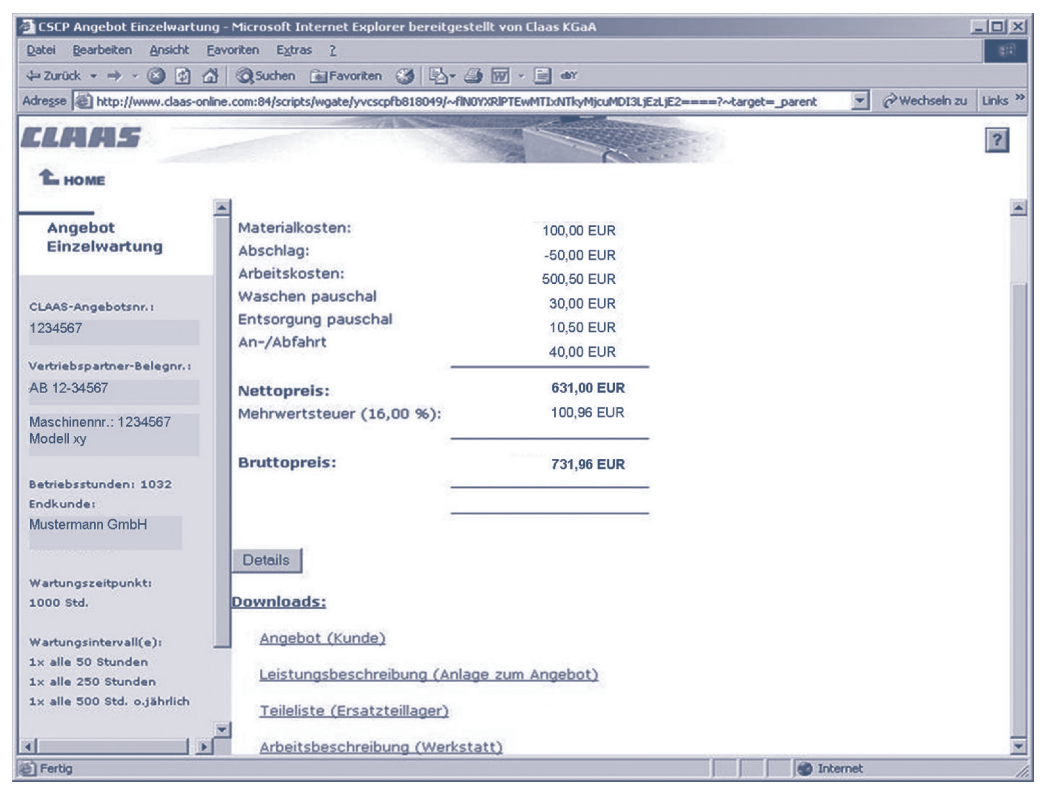 CSCP Angebot Einzelwartung - Microsoft Internet Explorer bereitgestellt von Claas KGaA
Datei Bearbeiten Ansicht Favoriten Extras ?
Zurück Suchen Favoriten
Adresse http://www.claas-online.com:84/scripts/wgate/yvcscpfb818049/~flN0YXRlPTEwMTIxNTkyMjcuMDI3LjEzLjE2====?~target=_parent Wechseln zu Links »
CLAAS
?
HOME
Angebot
Einzelwartung
CLAAS-Angebotsnr.:
1234567
Vertriebspartner-Belegnr.:
AB 12-34567
Maschinennr.: 1234567
Modell xy
Betriebsstunden: 1032
Endkunde:
Mustermann GmbH
Wartungszeitpunkt:
1000 Std.
Wartungsintervall(e):
1x alle 50 Stunden
1x alle 250 Stunden
1x alle 500 Std. o.jährlich
Materialkosten: 100,00 EUR
Abschlag: -50,00 EUR
Arbeitskosten: 500,50 EUR
Waschen pauschal 30,00 EUR
Entsorgung pauschal 10,50 EUR
An-/Abfahrt 40,00 EUR
Nettopreis: 631,00 EUR
Mehrwertsteuer (16,00 %): 100,96 EUR
Bruttopreis: 731,96 EUR
Details
Downloads:
Angebot (Kunde)
Leistungsbeschreibung (Anlage zum Angebot)
Teileliste (Ersatzteillager)
Arbeitsbeschreibung (Werkstatt)
Fertig Internet